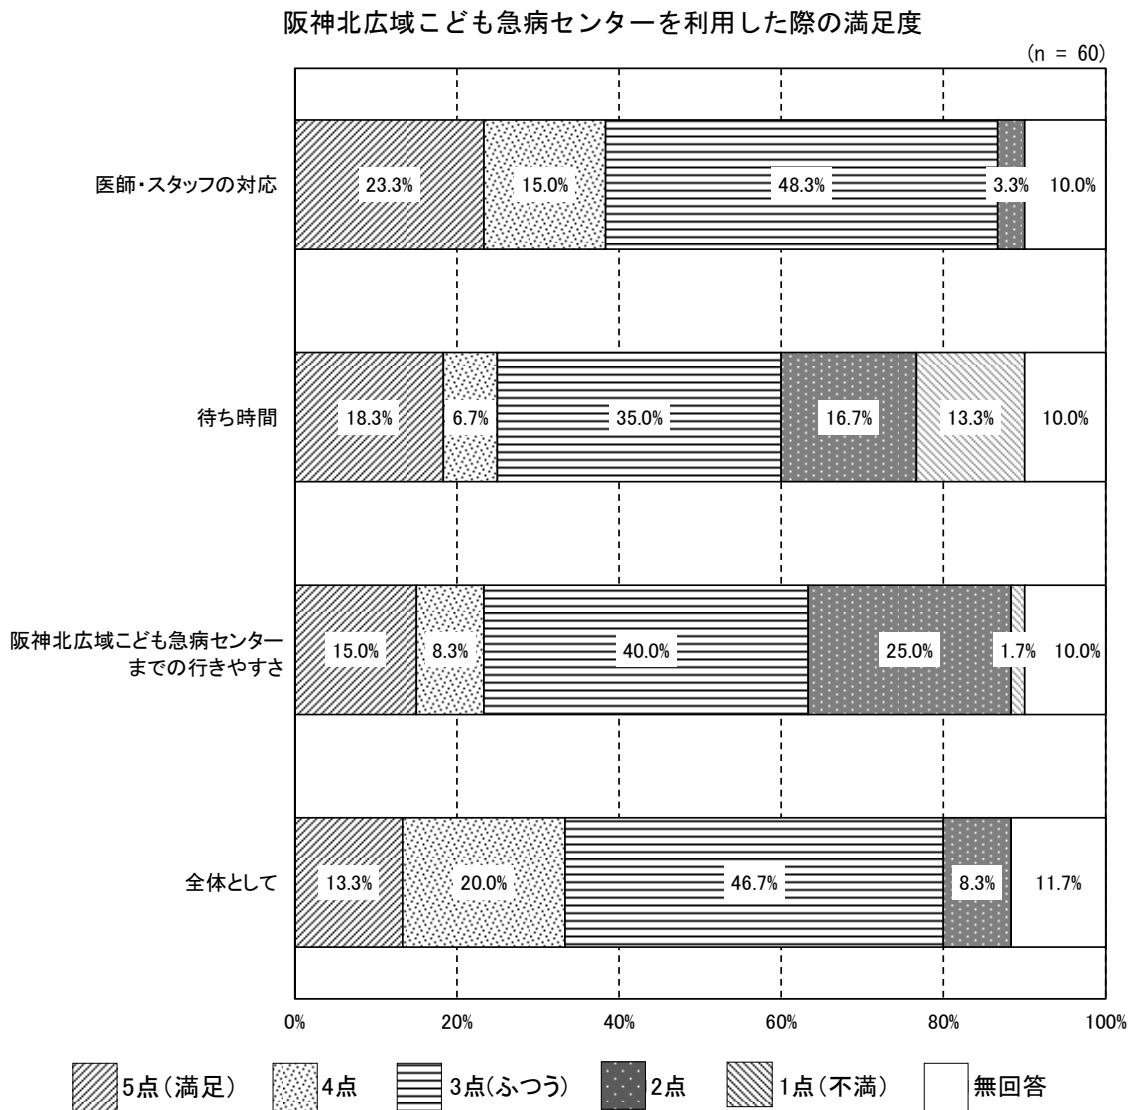 阪神北広域こども急病センターを利用した際の満足度
(n = 60)
医師・スタッフの対応
23.3%
15.0%
48.3%
3.3%
10.0%
待ち時間
18.3%
6.7%
35.0%
16.7%
13.3%
10.0%
阪神北広域こども急病センター
までの行きやすさ
15.0%
8.3%
40.0%
25.0%
1.7%
10.0%
全体として
13.3%
20.0%
46.7%
8.3%
11.7%
0%
20%
40%
60%
80%
100%
5点(満足)
4点
3点(ふつう)
2点
1点(不満)
無回答